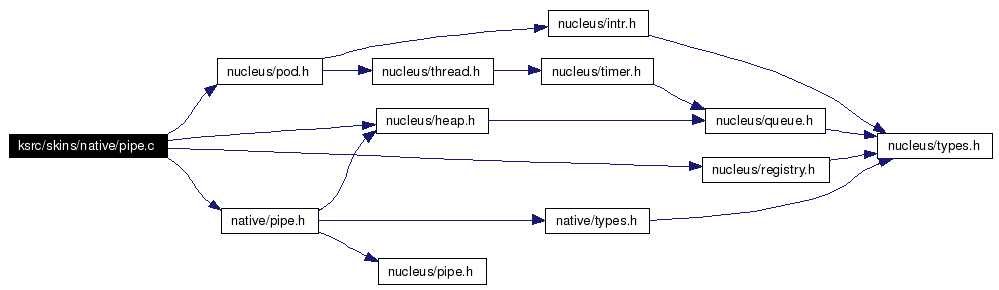 nucleus/intr.h
nucleus/pod.h
nucleus/thread.h
nucleus/timer.h
nucleus/heap.h
nucleus/queue.h
ksrc/skins/native/pipe.c
nucleus/types.h
nucleus/registry.h
native/pipe.h
native/types.h
nucleus/pipe.h